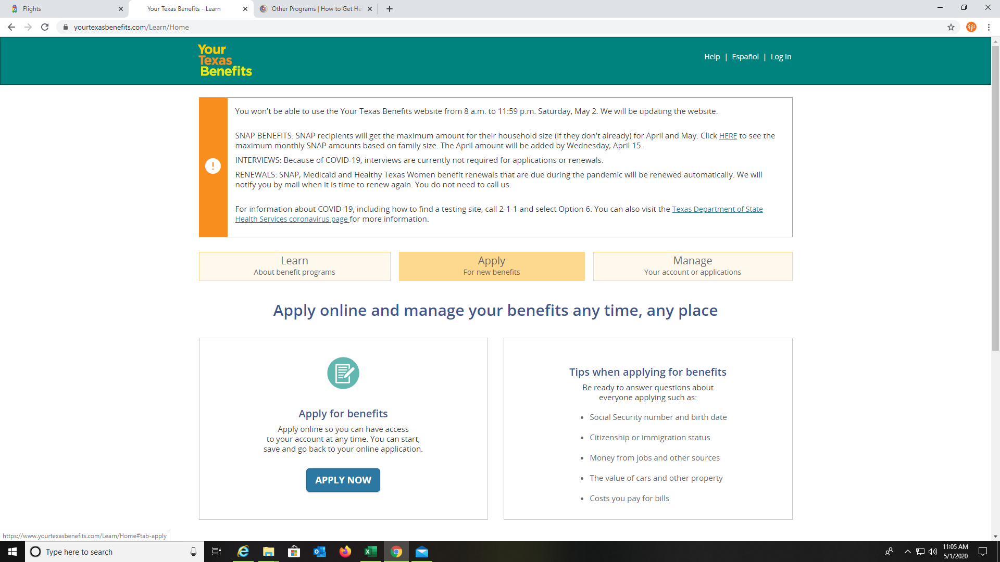 Flights
Your Texas Benefits - Learn
Other Programs | How to Get He
yourtexasbenefits.com/Learn/Home
Your
Texas
Benefits
Help | Español | Log In
You won't be able to use the Your Texas Benefits website from 8 a.m. to 11:59 p.m. Saturday, May 2. We will be updating the website.
SNAP BENEFITS: SNAP recipients will get the maximum amount for their household size (if they don't already) for April and May. Click HERE to see the
maximum monthly SNAP amounts based on family size. The April amount will be added by Wednesday, April 15.
INTERVIEWS: Because of COVID-19, interviews are currently not required for applications or renewals.
RENEWALS: SNAP, Medicaid and Healthy Texas Women benefit renewals that are due during the pandemic will be renewed automatically. We will
notify you by mail when it is time to renew again. You do not need to call us.
For information about COVID-19, including how to find a testing site, call 2-1-1 and select Option 6. You can also visit the Texas Department of State
Health Services coronavirus page for more information.
Learn
About benefit programs
Apply
For new benefits
Manage
Your account or applications
Apply online and manage your benefits any time, any place
Apply for benefits
Apply online so you can have access
to your account at any time. You can start,
save and go back to your online application.
APPLY NOW
Tips when applying for benefits
Be ready to answer questions about
everyone applying such as:
• Social Security number and birth date
• Citizenship or immigration status
• Money from jobs and other sources
• The value of cars and other property
• Costs you pay for bills
https://www.yourtexasbenefits.com/Learn/Home#tab-apply
Type here to search
11:05 AM
5/1/2020